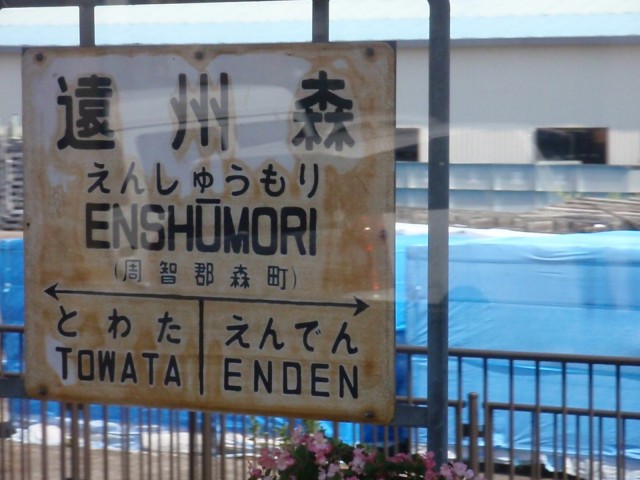 遠州森
えんしゅうもり
ENSHŪMORI
(周智郡森町)
とわた えんでん
TOWATA ENDEN